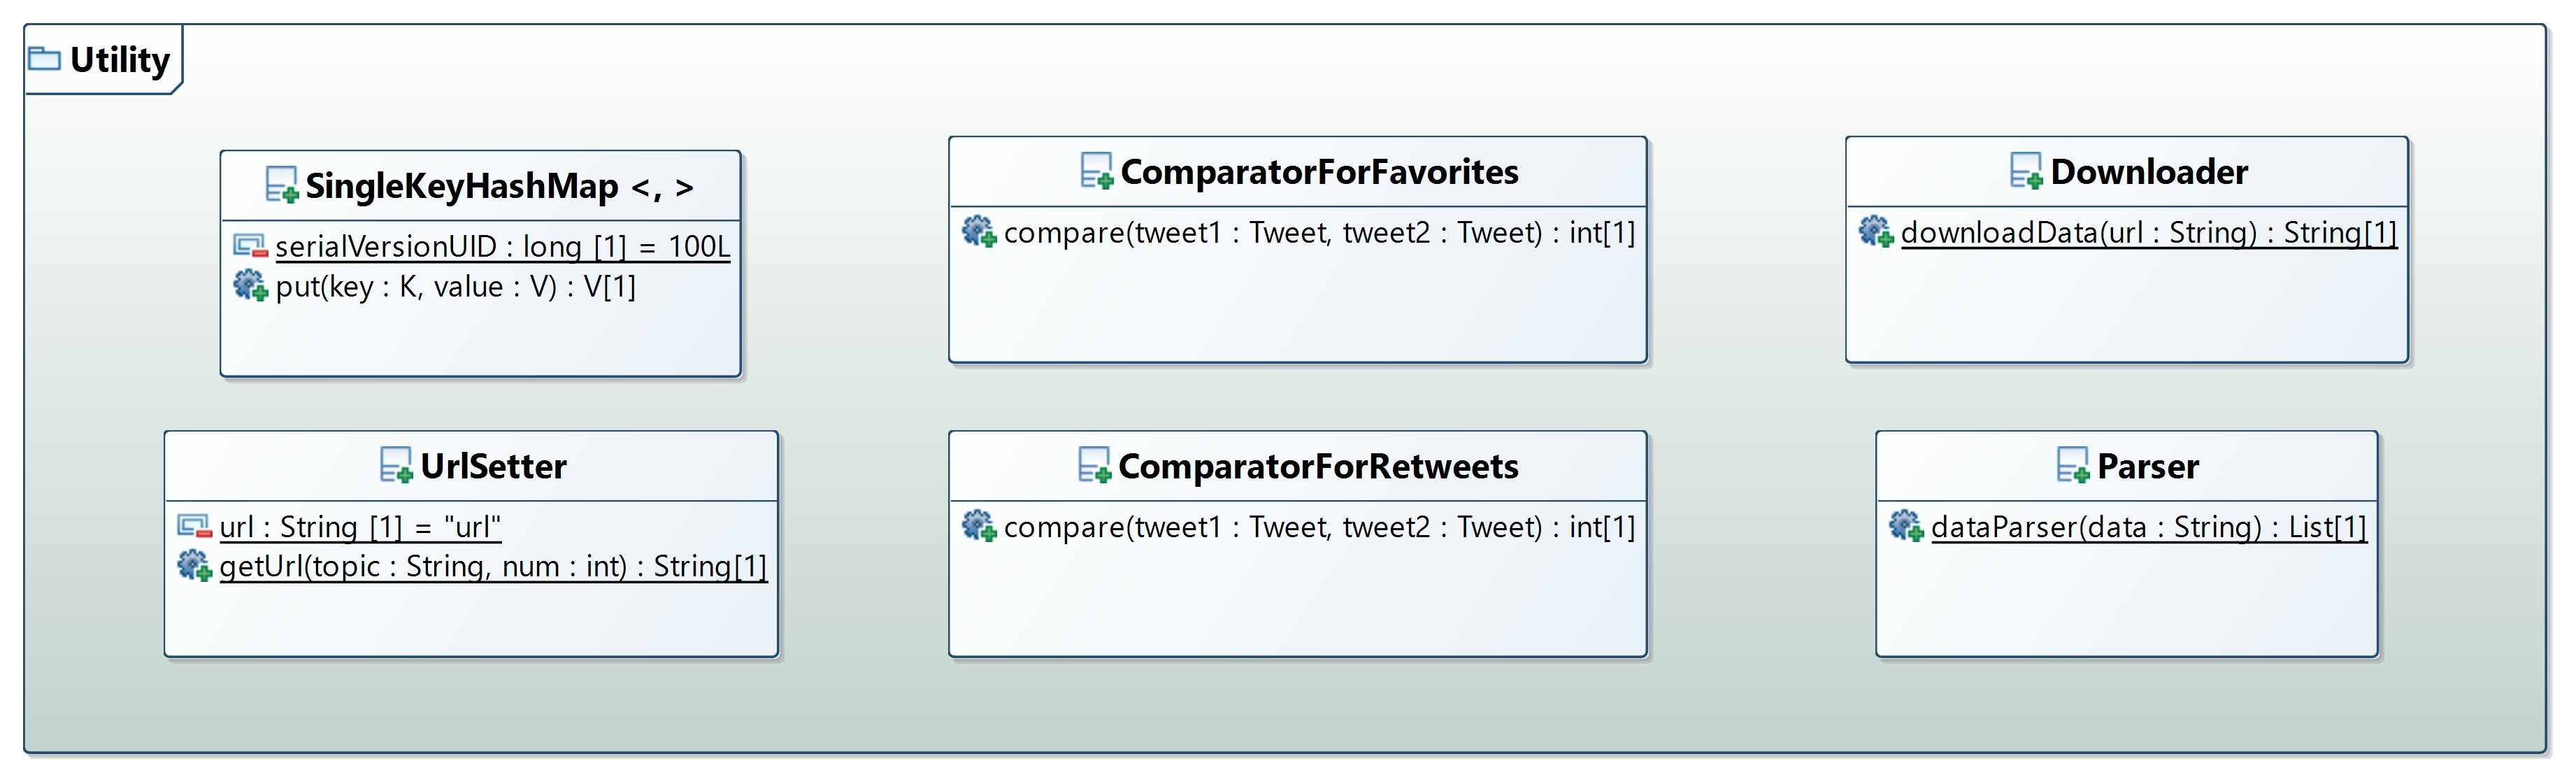 Utility
SingleKeyHashMap <, >
serialVersionUID : long [1] = 100L
put(key : K, value : V) : V[1]
ComparatorForFavorites
compare(tweet1 : Tweet, tweet2 : Tweet) : int[1]
Downloader
downloadData(url : String) : String[1]
UrlSetter
url : String [1] = "url"
getUrl(topic : String, num : int) : String[1]
ComparatorForRetweets
compare(tweet1 : Tweet, tweet2 : Tweet) : int[1]
Parser
dataParser(data : String) : List[1]